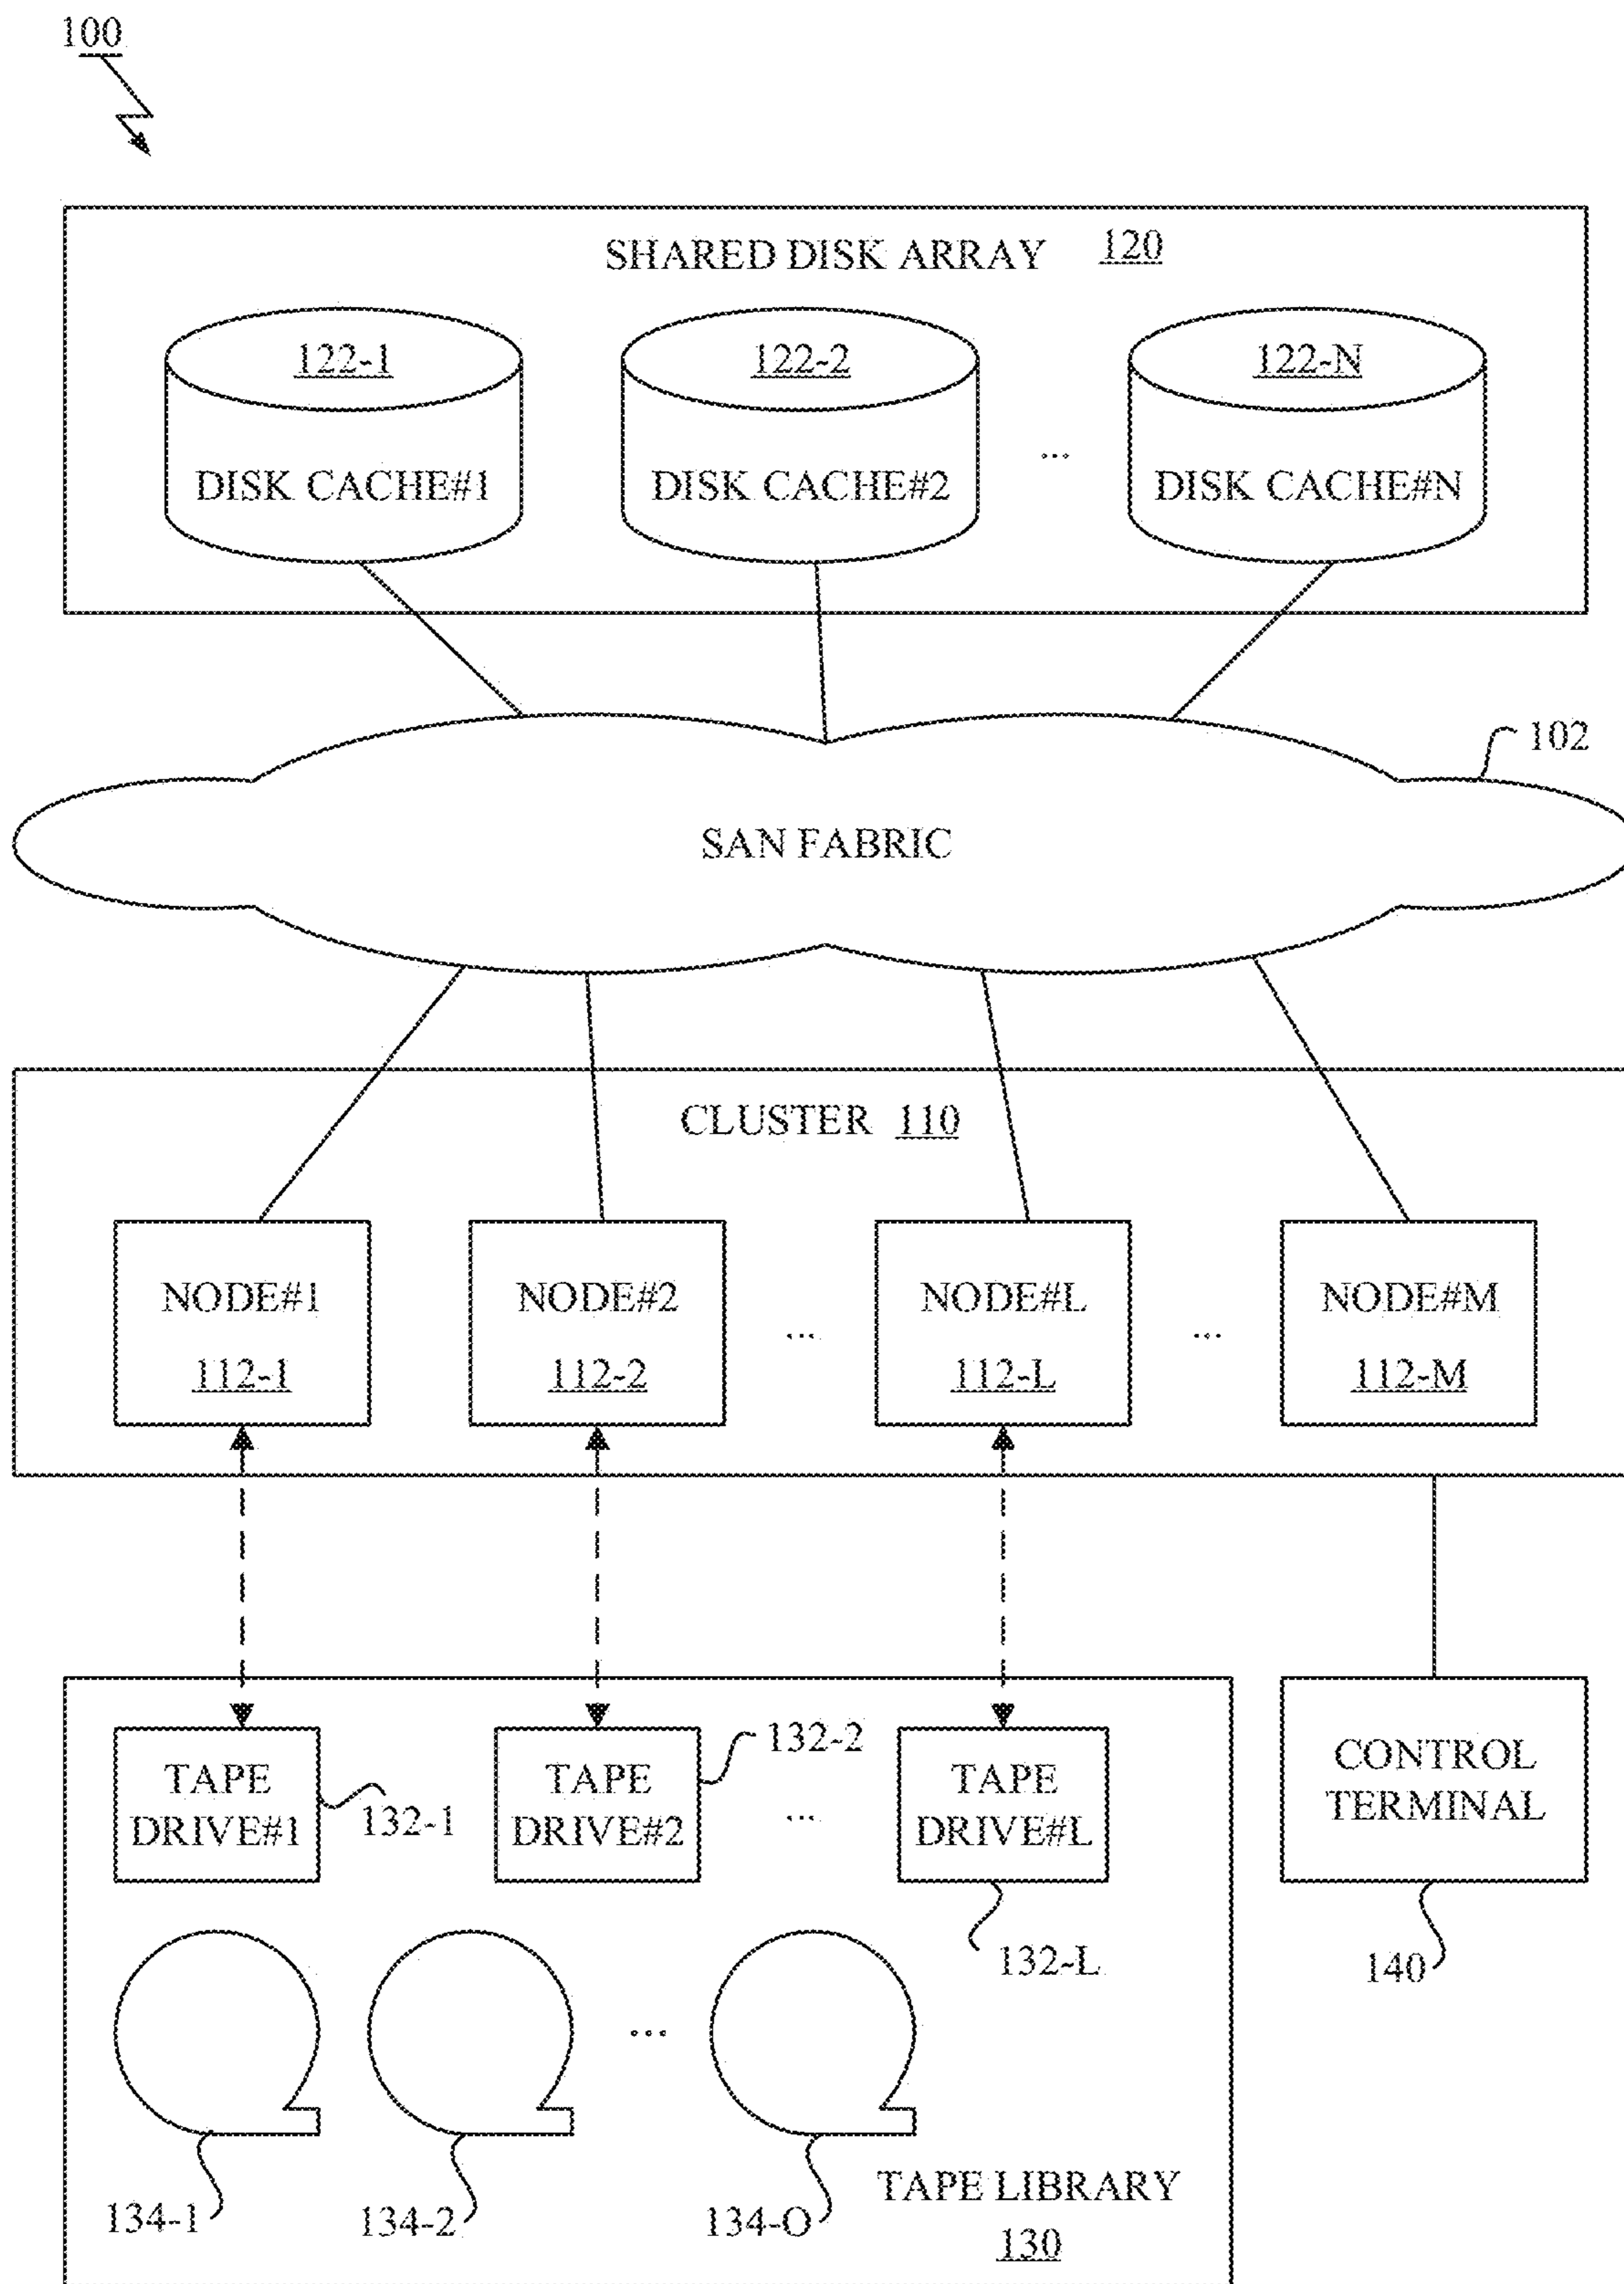 100
SHARED DISK ARRAY 120
122-1 122-2 122-N
DISK CACHE#1 DISK CACHE#2 ... DISK CACHE#N
102
SAN FABRIC
CLUSTER 110
NODE#1 NODE#2 NODE#L NODE#M
... ...
112-1 112-2 112-L 112-M
132-2
TAPE TAPE TAPE CONTROL
DRIVE#1 132-1 DRIVE#2 ... DRIVE#L TERMINAL
132-L 140
...
134-1 134-2 134-O
TAPE LIBRARY
130